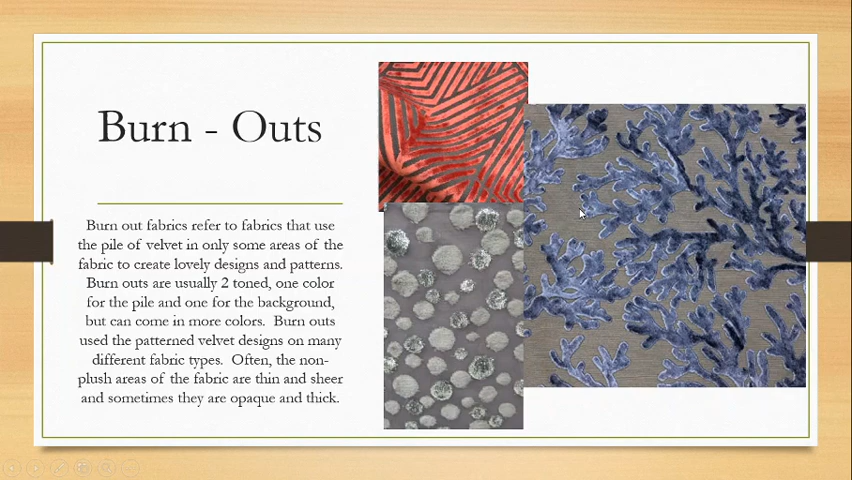 Burn - Outs
Burn out fabrics refer to fabrics that use
the pile of velvet in only some areas of the
fabric to create lovely designs and patterns.
Burn outs are usually 2 toned, one color
for the pile and one for the background,
but can come in more colors.  Burn outs
used the patterned velvet designs on many
different fabric types.  Often, the non-
plush areas of the fabric are thin and sheer
and sometimes they are opaque and thick.